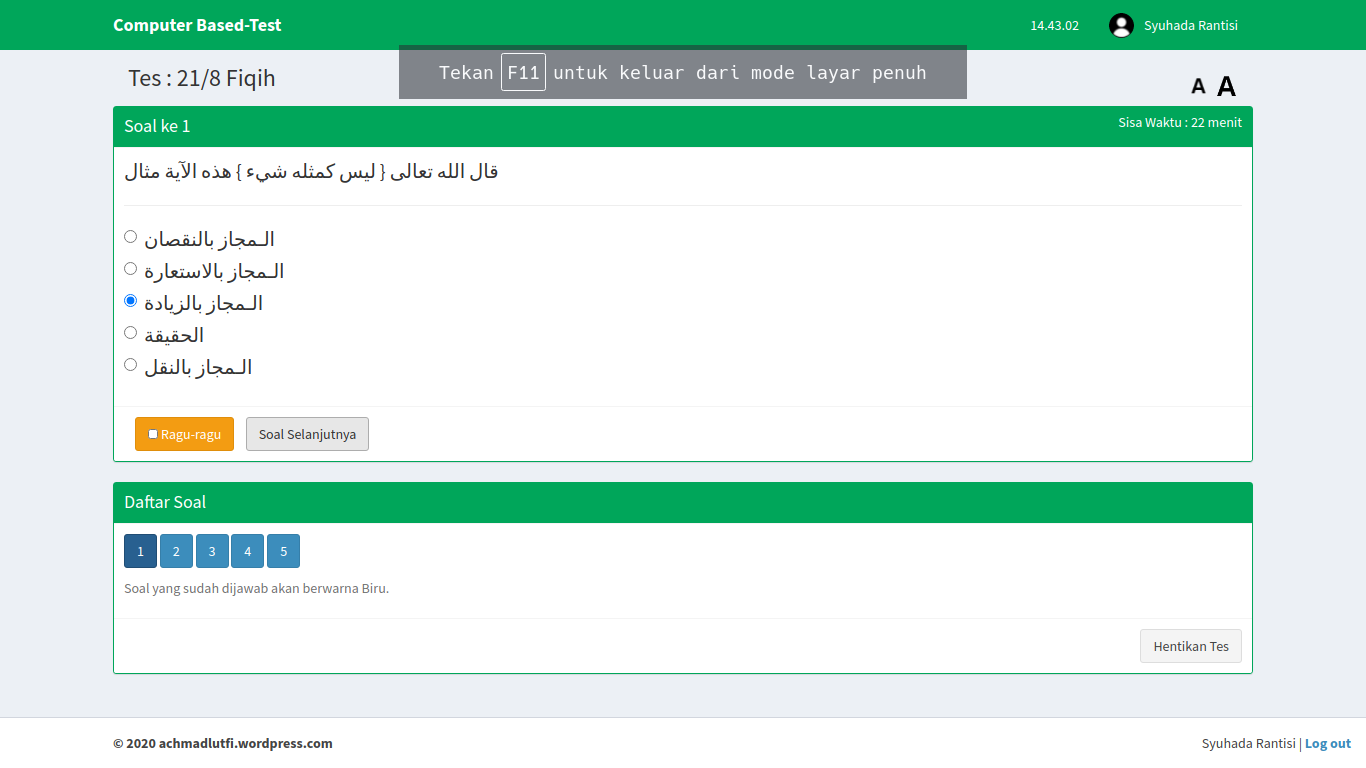 Computer Based-Test
14.43.02
Syuhada Rantisi
Tekan F11 untuk keluar dari mode layar penuh
Tes : 21/8 Fiqih
A A
Soal ke 1
Sisa Waktu : 22 menit
قال الله تعالى { ليس كمثله شيء } هذه الآية مثال
الـمجاز بالنقصان
الـمجاز بالاستعارة
الـمجاز بالزيادة
الحقيقة
الـمجاز بالنقل
Ragu-ragu
Soal Selanjutnya
Daftar Soal
1 2 3 4 5
Soal yang sudah dijawab akan berwarna Biru.
Hentikan Tes
© 2020 achmadlutfi.wordpress.com
Syuhada Rantisi | Log out